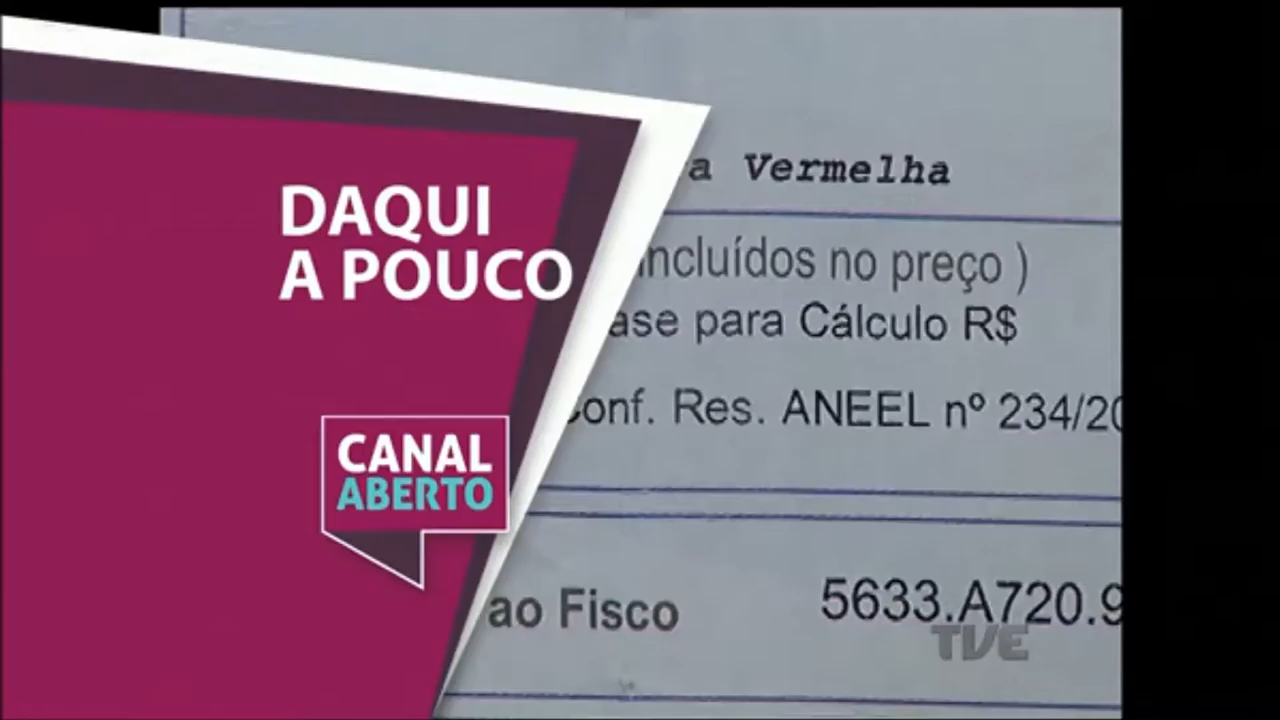 DAQUI
A POUCO
CANAL
ABERTO
a Vermelha
incluídos no preço )
ase para Cálculo R$
Conf. Res. ANEEL nº 234/20
ao Fisco
5633.A720.9
TVE